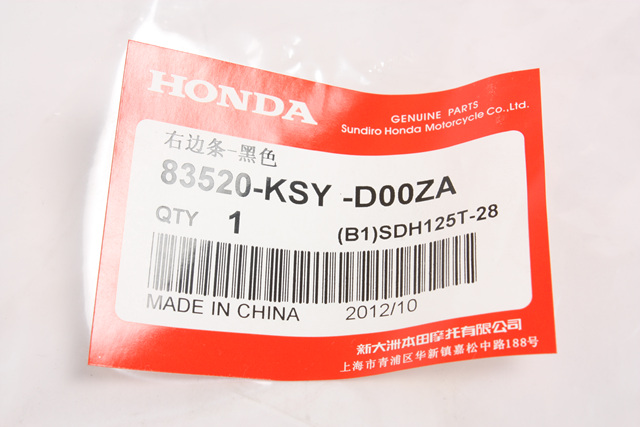 HONDA
GENUINE PARTS
Sundiro Honda Motorcycle Co.,Ltd.
右边条-黑色
83520-KSY -D00ZA
QTY 1 (B1)SDH125T-28
MADE IN CHINA 2012/10
新大洲本田摩托有限公司
上海市青浦区华新镇嘉松中路188号